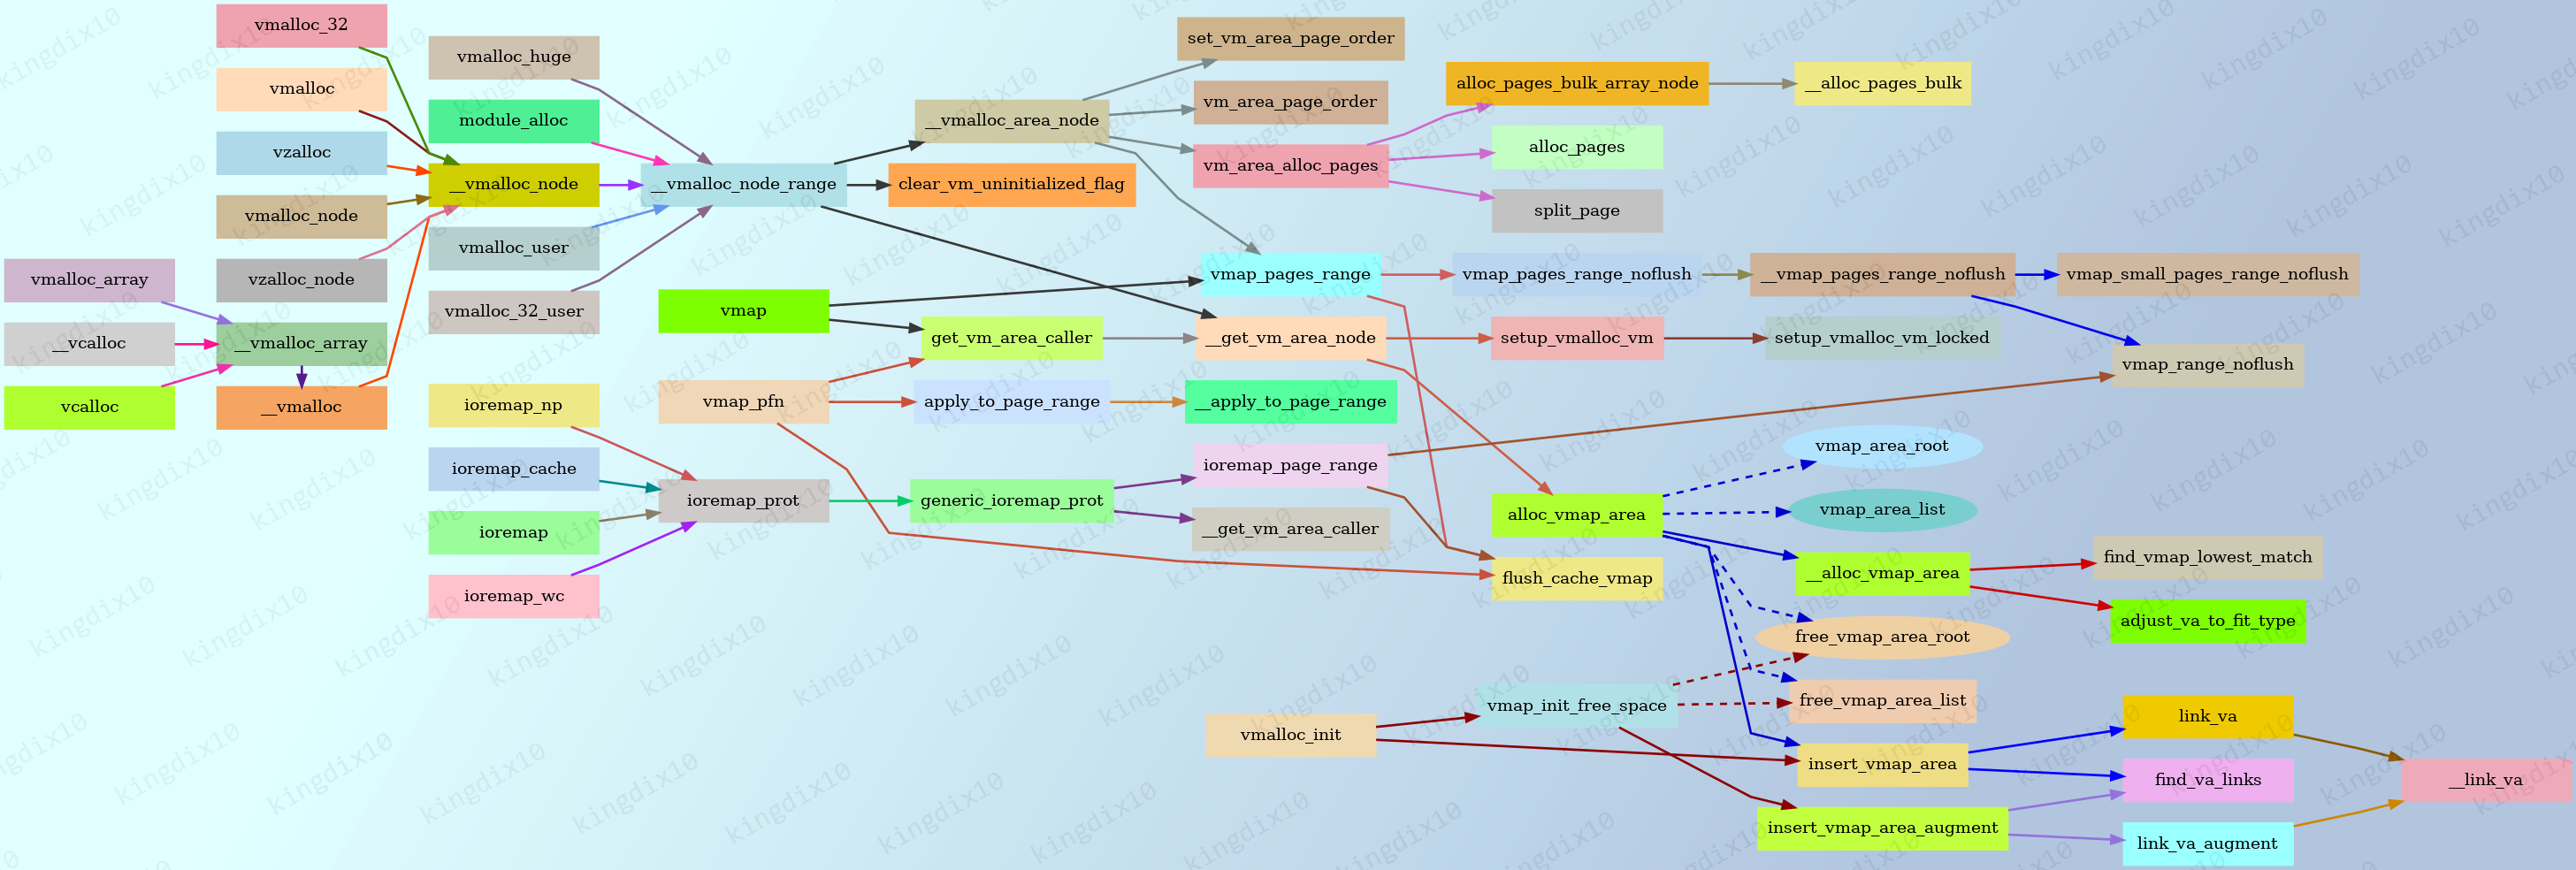 vmalloc_32
vmalloc
vzalloc
vmalloc_node
vzalloc_node
vmalloc_array
__vcalloc
vcalloc
__vmalloc_array
__vmalloc
vmalloc_huge
module_alloc
__vmalloc_node
vmalloc_user
vmalloc_32_user
ioremap_np
ioremap_cache
ioremap
ioremap_wc
__vmalloc_node_range
vmap
vmap_pfn
ioremap_prot
__vmalloc_area_node
clear_vm_uninitialized_flag
get_vm_area_caller
apply_to_page_range
generic_ioremap_prot
set_vm_area_page_order
vm_area_page_order
vm_area_alloc_pages
vmap_pages_range
__get_vm_area_node
__apply_to_page_range
ioremap_page_range
__get_vm_area_caller
vmalloc_init
alloc_pages_bulk_array_node
alloc_pages
split_page
vmap_pages_range_noflush
setup_vmalloc_vm
alloc_vmap_area
flush_cache_vmap
vmap_init_free_space
__alloc_pages_bulk
__vmap_pages_range_noflush
setup_vmalloc_vm_locked
vmap_area_root
vmap_area_list
__alloc_vmap_area
free_vmap_area_root
free_vmap_area_list
insert_vmap_area
insert_vmap_area_augment
vmap_small_pages_range_noflush
vmap_range_noflush
find_vmap_lowest_match
adjust_va_to_fit_type
link_va
find_va_links
link_va_augment
__link_va
kingdix10